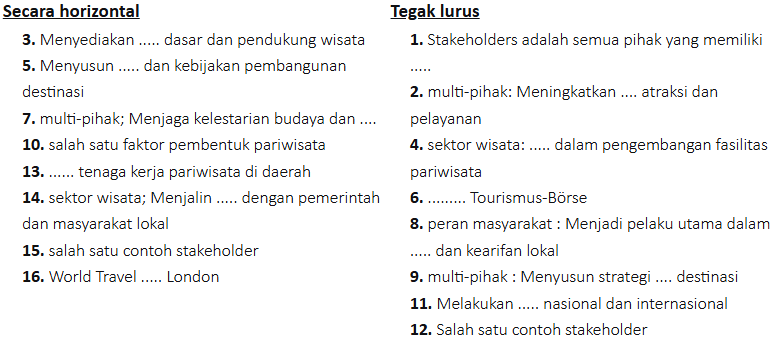 Secara horizontal
3. Menyediakan ..... dasar dan pendukung wisata
5. Menyusun ..... dan kebijakan pembangunan
destinasi
7. multi-pihak; Menjaga kelestarian budaya dan ....
10. salah satu faktor pembentuk pariwisata
13. ...... tenaga kerja pariwisata di daerah
14. sektor wisata; Menjalin ..... dengan pemerintah
dan masyarakat lokal
15. salah satu contoh stakeholder
16. World Travel ..... London
Tegak lurus
1. Stakeholders adalah semua pihak yang memiliki
.....
2. multi-pihak: Meningkatkan .... atraksi dan
pelayanan
4. sektor wisata: ..... dalam pengembangan fasilitas
pariwisata
6. ......... Tourismus-Börse
8. peran masyarakat : Menjadi pelaku utama dalam
..... dan kearifan lokal
9. multi-pihak : Menyusun strategi .... destinasi
11. Melakukan ..... nasional dan internasional
12. Salah satu contoh stakeholder